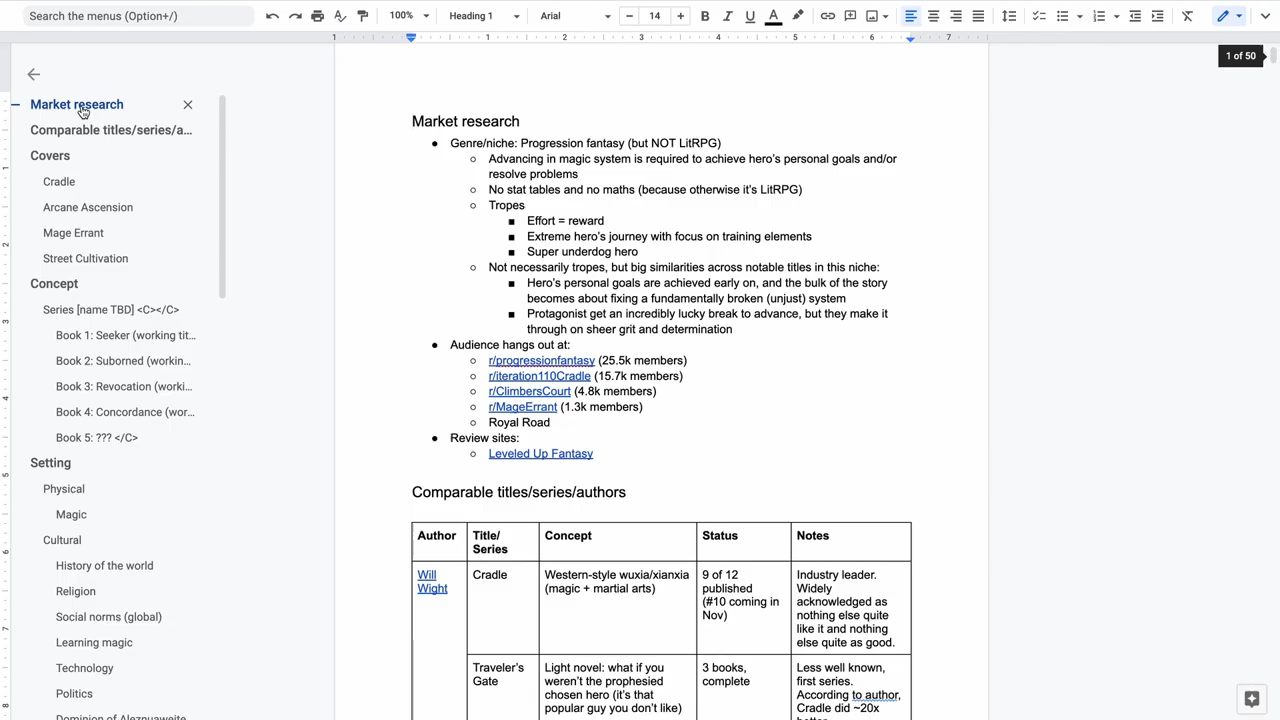 Search the menus (Option+/)
100%
Heading 1
Arial
14
1 1 2 3 4 5 6 7
1 of 50
Market research
Comparable titles/series/a...
Covers
Cradle
Arcane Ascension
Mage Errant
Street Cultivation
Concept
Series [name TBD] <C></C>
Book 1: Seeker (working tit...
Book 2: Suborned (workin...
Book 3: Revocation (worki...
Book 4: Concordance (wor...
Book 5: ??? </C>
Setting
Physical
Magic
Cultural
History of the world
Religion
Social norms (global)
Learning magic
Technology
Politics
Dominion of Aleznuaweite
Market research
Genre/niche: Progression fantasy (but NOT LitRPG)
Advancing in magic system is required to achieve hero's personal goals and/or
resolve problems
No stat tables and no maths (because otherwise it's LitRPG)
Tropes
Effort = reward
Extreme hero's journey with focus on training elements
Super underdog hero
Not necessarily tropes, but big similarities across notable titles in this niche:
Hero's personal goals are achieved early on, and the bulk of the story
becomes about fixing a fundamentally broken (unjust) system
Protagonist get an incredibly lucky break to advance, but they make it
through on sheer grit and determination
Audience hangs out at:
r/progressionfantasy (25.5k members)
r/iteration110Cradle (15.7k members)
r/ClimbersCourt (4.8k members)
r/MageErrant (1.3k members)
Royal Road
Review sites:
Leveled Up Fantasy
Comparable titles/series/authors
Author Title/ Concept Status Notes
Series
Will Cradle Western-style wuxia/xianxia 9 of 12 Industry leader.
Wight (magic + martial arts) published Widely
(#10 coming in acknowledged as
Nov) nothing else quite
like it and nothing
else quite as good.
Traveler's Light novel: what if you 3 books, Less well known,
Gate weren't the prophesied complete first series.
chosen hero (it's that According to author,
popular guy you don't like) Cradle did ~20x
better